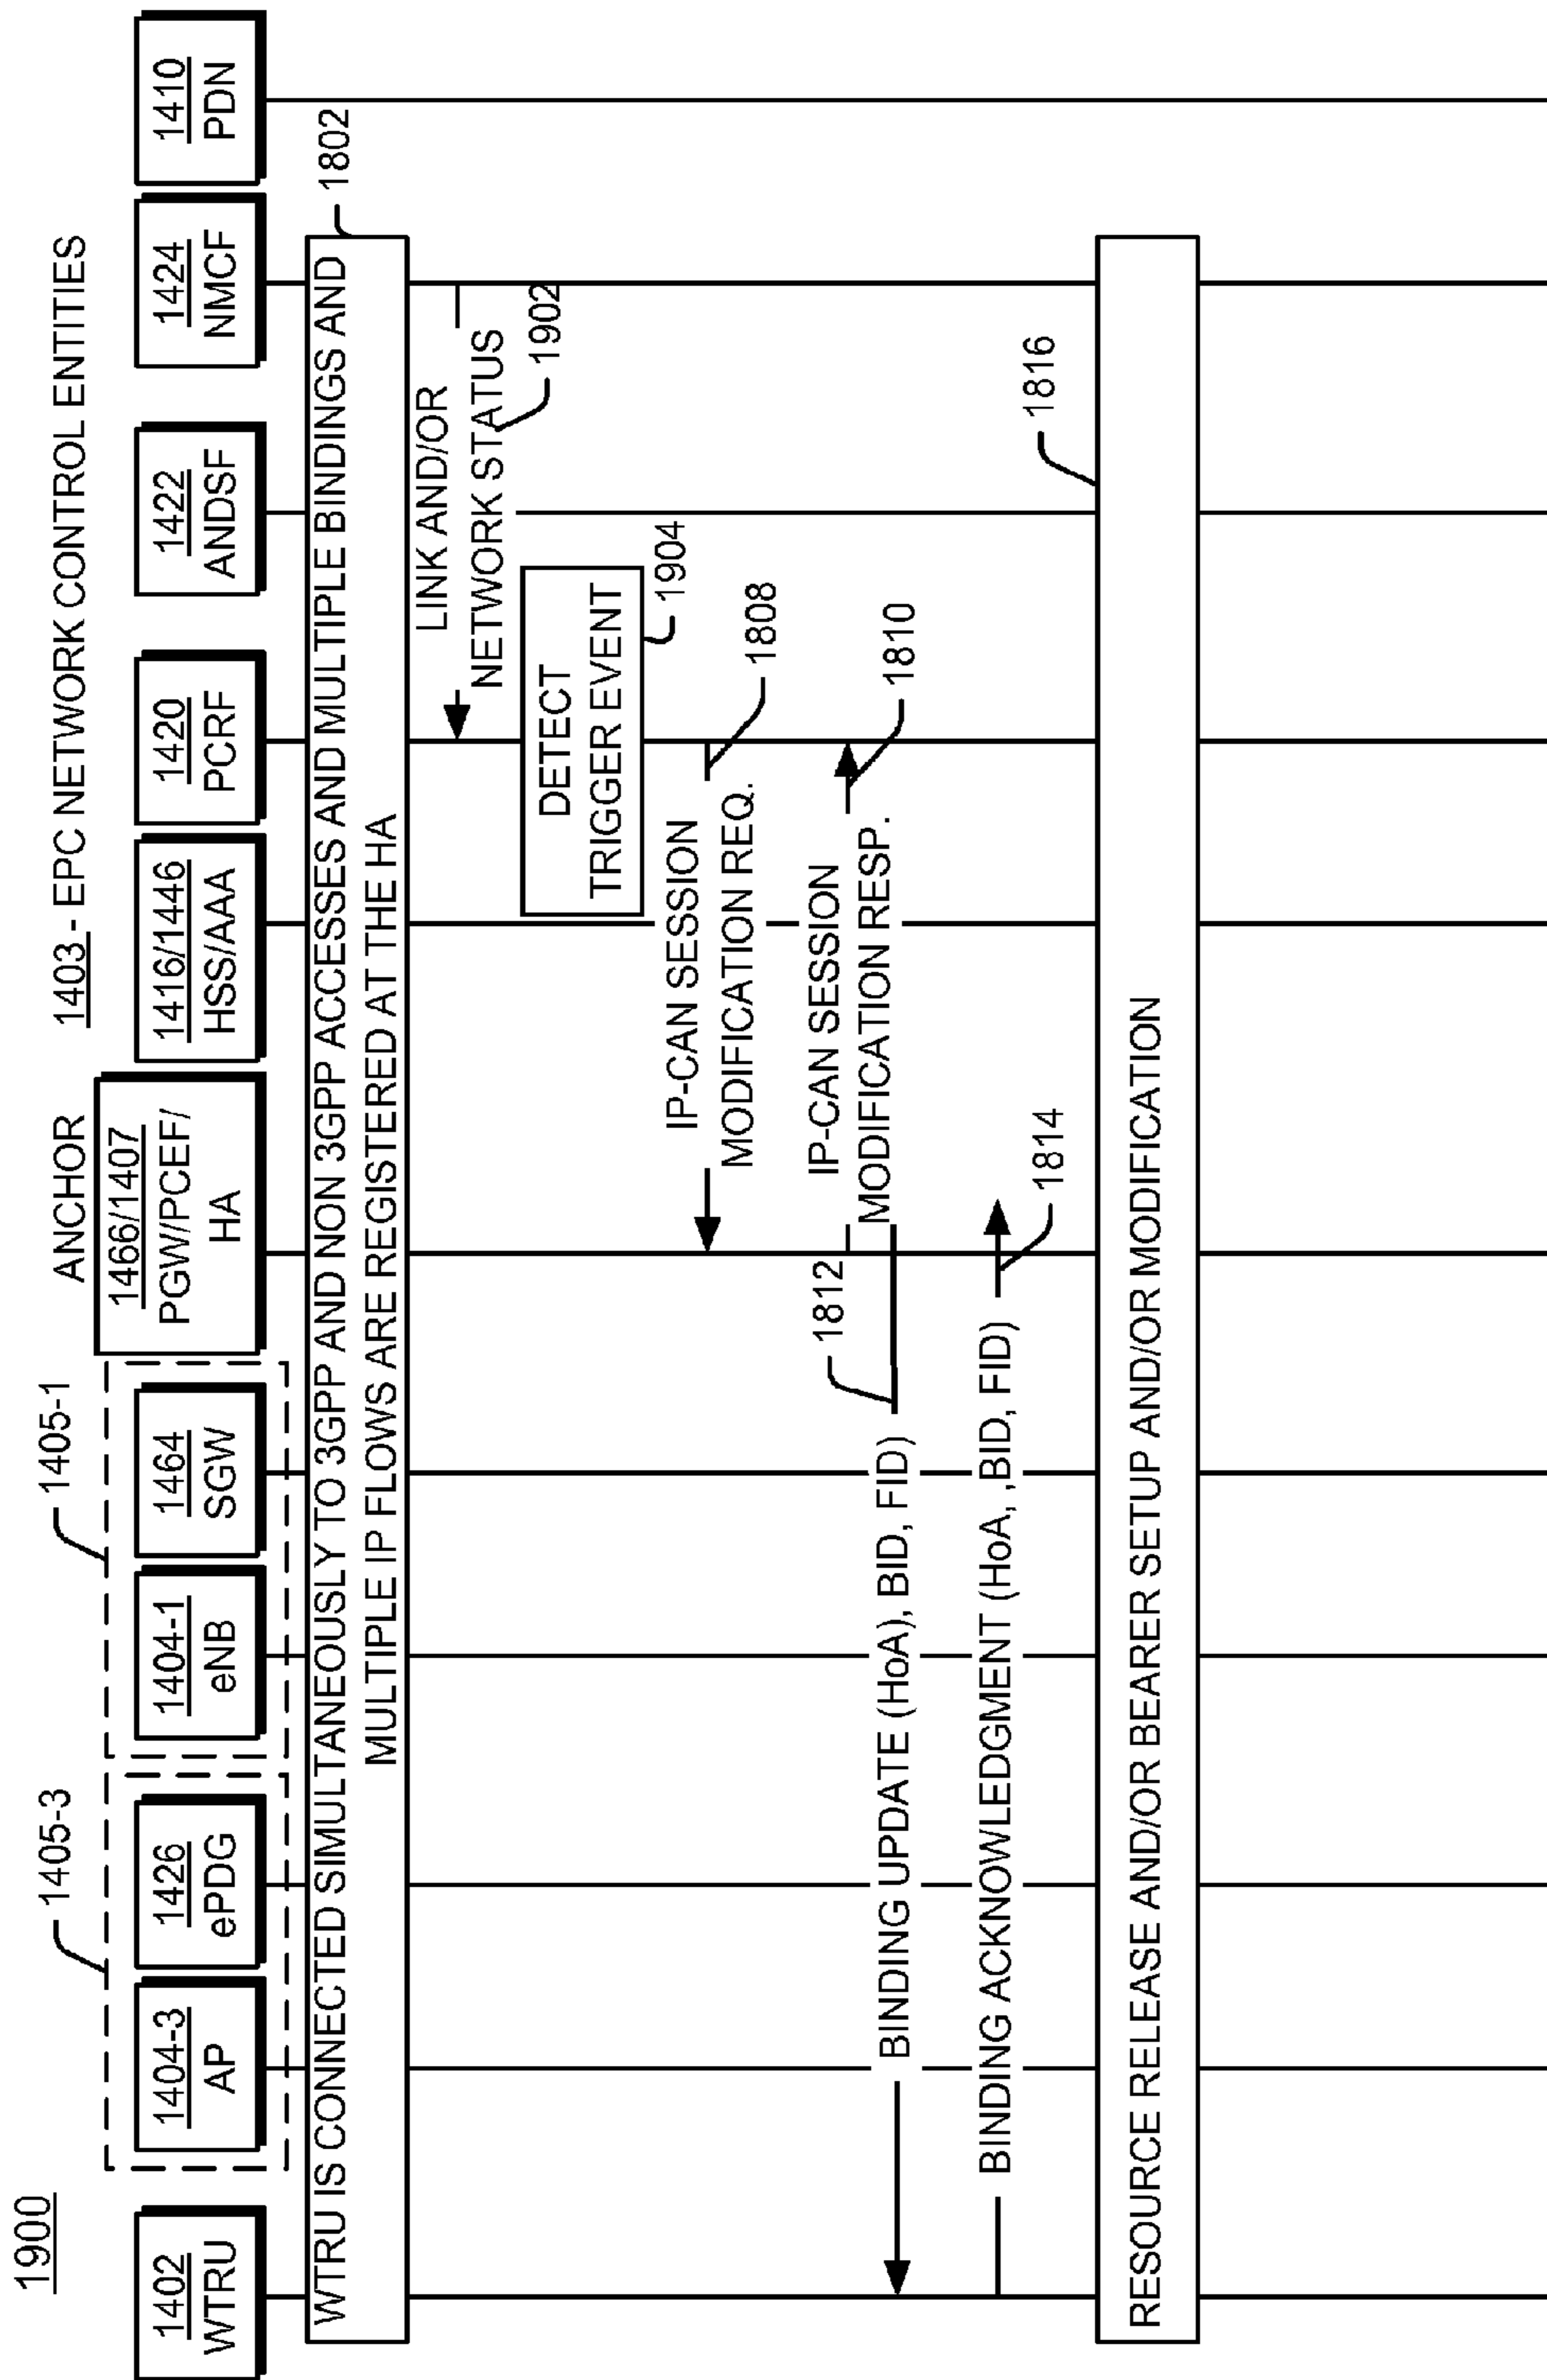 1900
1405-3
1405-1
ANCHOR
1403 - EPC NETWORK CONTROL ENTITIES
1402
WTRU
1404-3
AP
1426
ePDG
1404-1
eNB
1464
SGW
1466/1407
PGW/PCEF/
HA
1416/1446
HSS/AAA
1420
PCRF
1422
ANDSF
1424
NMCF
1410
PDN
WTRU IS CONNECTED SIMULTANEOUSLY TO 3GPP AND NON 3GPP ACCESSES AND MULTIPLE BINDINGS AND
MULTIPLE IP FLOWS ARE REGISTERED AT THE HA
1802
LINK AND/OR
NETWORK STATUS
1902
DETECT
TRIGGER EVENT
1904
IP-CAN SESSION
MODIFICATION REQ.
1808
IP-CAN SESSION
MODIFICATION RESP.
1810
1812
BINDING UPDATE (HoA), BID, FID)
BINDING ACKNOWLEDGMENT (HoA, ,BID, FID)
1814
1816
RESOURCE RELEASE AND/OR BEARER SETUP AND/OR MODIFICATION